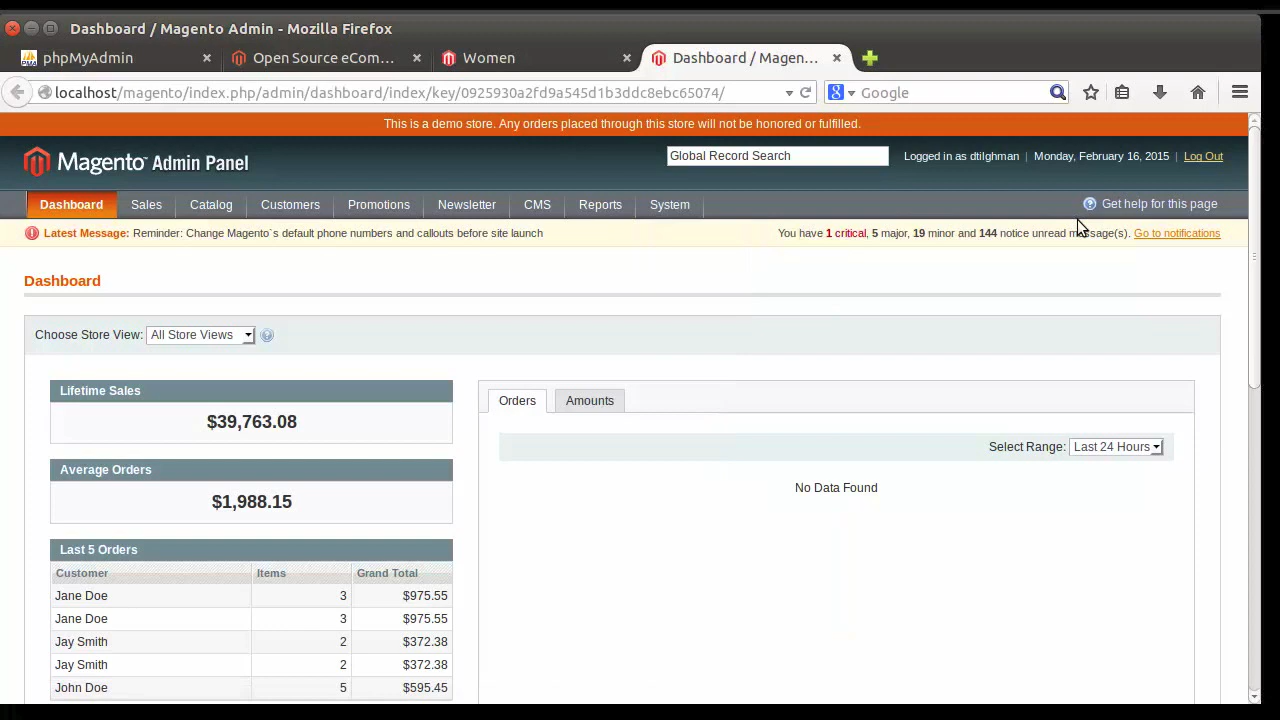 Dashboard / Magento Admin - Mozilla Firefox
phpMyAdmin
Open Source eCom...
Women
Dashboard / Magen...
localhost/magento/index.php/admin/dashboard/index/key/0925930a2fd9a545d1b3ddc8ebc65074/
Google
This is a demo store. Any orders placed through this store will not be honored or fulfilled.
Magento Admin Panel
Global Record Search
Logged in as dtilghman | Monday, February 16, 2015 | Log Out
Dashboard Sales Catalog Customers Promotions Newsletter CMS Reports System
Get help for this page
Latest Message: Reminder: Change Magento`s default phone numbers and callouts before site launch
You have 1 critical, 5 major, 19 minor and 144 notice unread message(s). Go to notifications
Dashboard
Choose Store View: All Store Views
Lifetime Sales
$39,763.08
Average Orders
$1,988.15
Last 5 Orders
Customer Items Grand Total
Jane Doe 3 $975.55
Jane Doe 3 $975.55
Jay Smith 2 $372.38
Jay Smith 2 $372.38
John Doe 5 $595.45
Orders Amounts
Select Range: Last 24 Hours
No Data Found